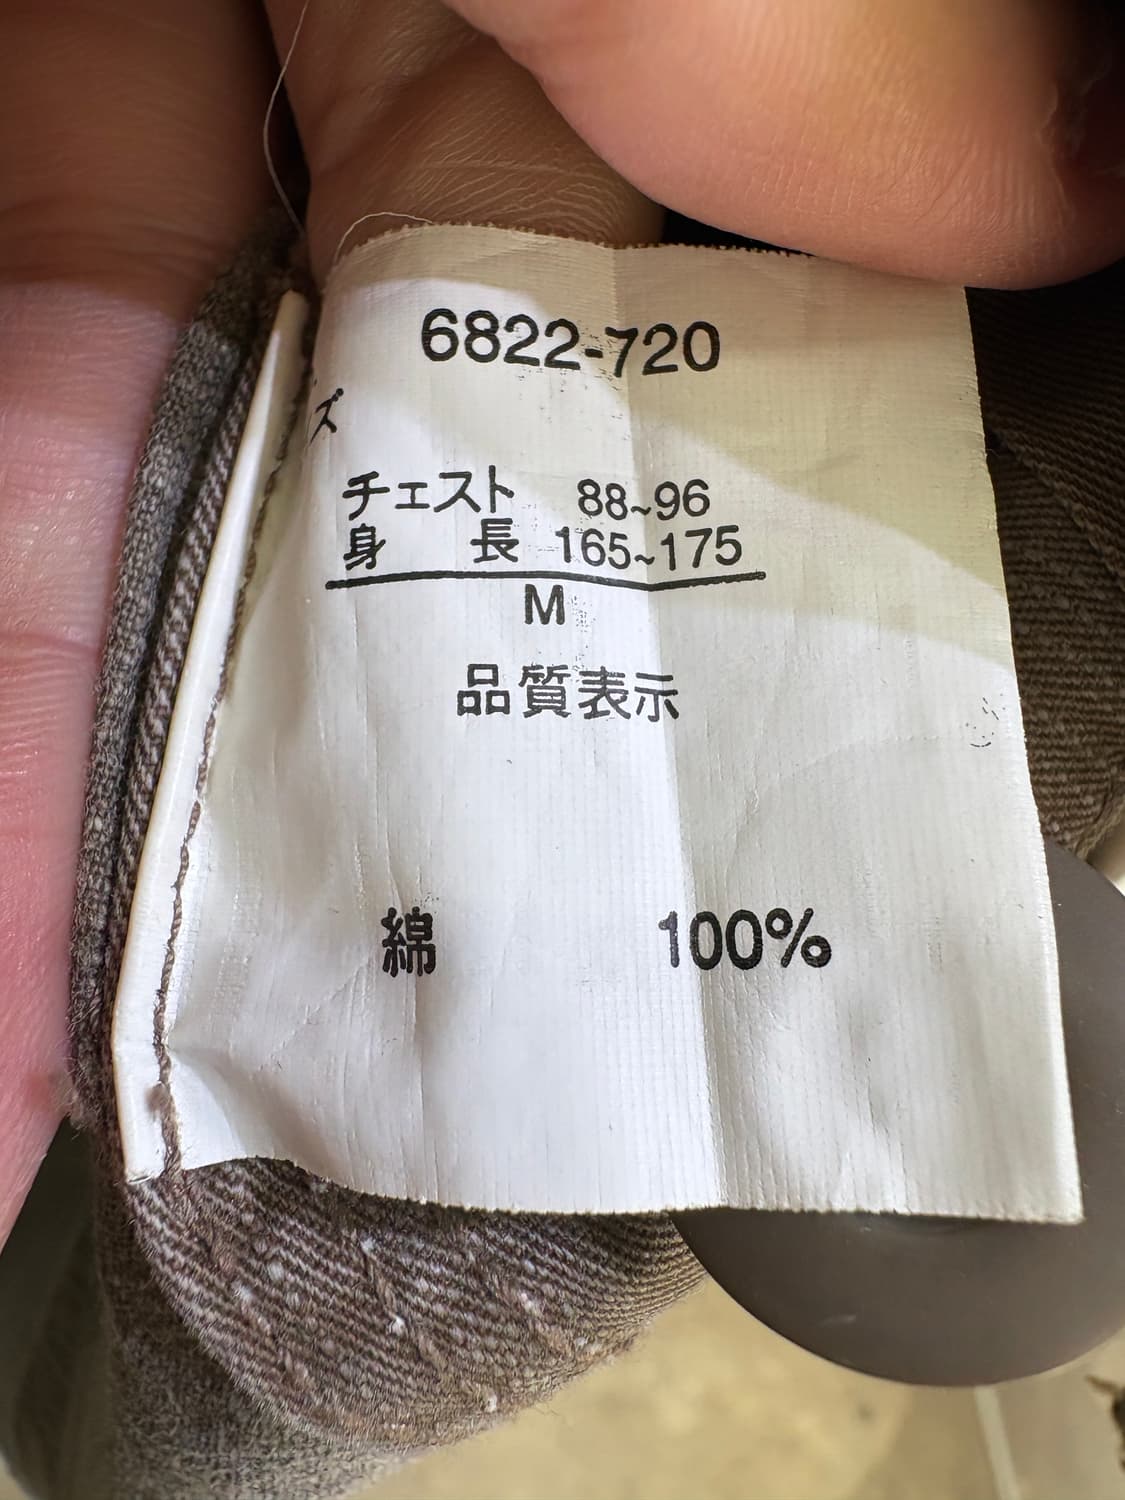 6822-720
ズ
チェスト 88~96
身 長 165~175
M
品質表示
綿 100%